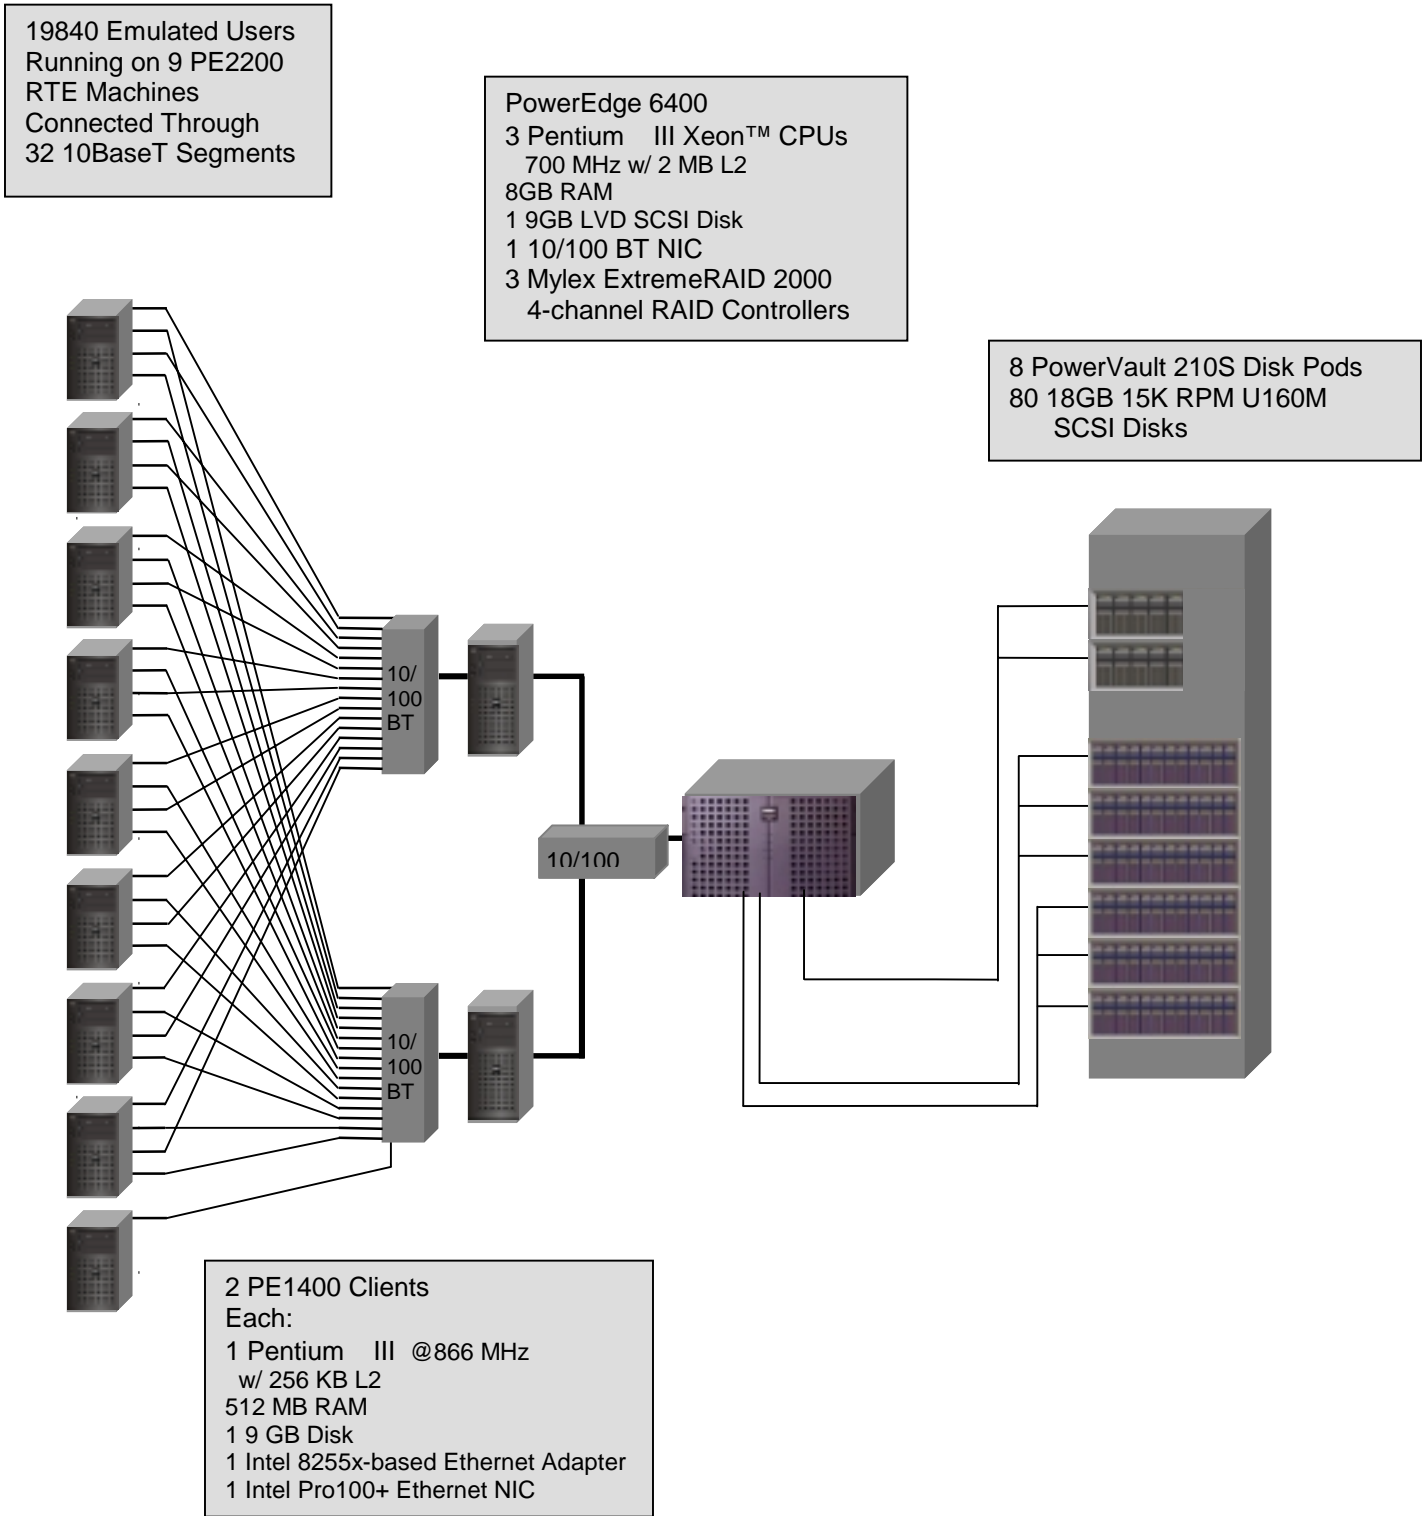 19840 Emulated Users
Running on 9 PE2200
RTE Machines
Connected Through
32 10BaseT Segments
PowerEdge 6400
3 Pentium III Xeon™ CPUs
700 MHz w/ 2 MB L2
8GB RAM
1 9GB LVD SCSI Disk
1 10/100 BT NIC
3 Mylex ExtremeRAID 2000
4-channel RAID Controllers
8 PowerVault 210S Disk Pods
80 18GB 15K RPM U160M
SCSI Disks
10/
100
BT
10/100
10/
100
BT
2 PE1400 Clients
Each:
1 Pentium III @866 MHz
w/ 256 KB L2
512 MB RAM
1 9 GB Disk
1 Intel 8255x-based Ethernet Adapter
1 Intel Pro100+ Ethernet NIC